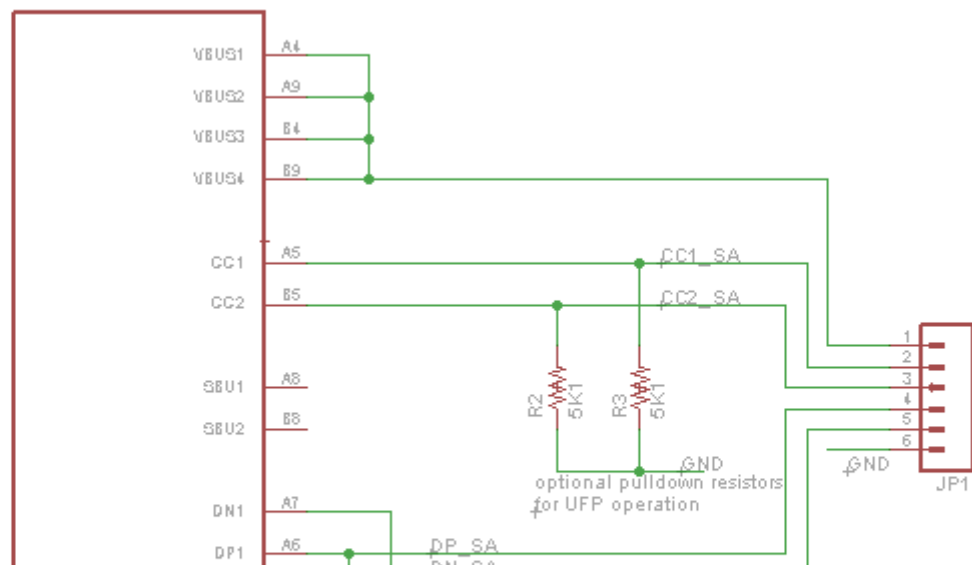 VBUS1 A4
VBUS2 A9
VBUS3 B4
VBUS4 B9
CC1 A5 CC1_SA
CC2 B5 CC2_SA
1
2
3
4
5
6
SBU1 A8
SBU2 B8
R2 5K1 R3 5K1
GND
GND
JP1
optional pulldown resistors
for UFP operation
DN1 A7
DP1 A6 DP_SA
DN_SA